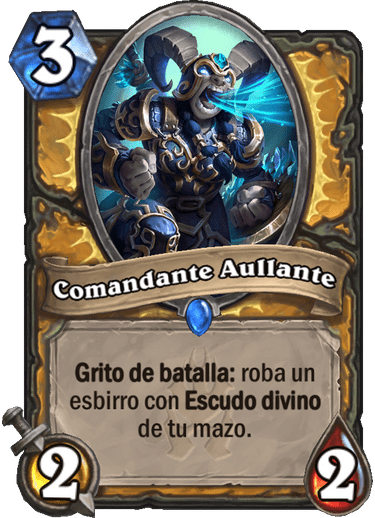 3
Comandante Aullante
Grito de batalla: roba un
esbirro con Escudo divino
de tu mazo.
2
2